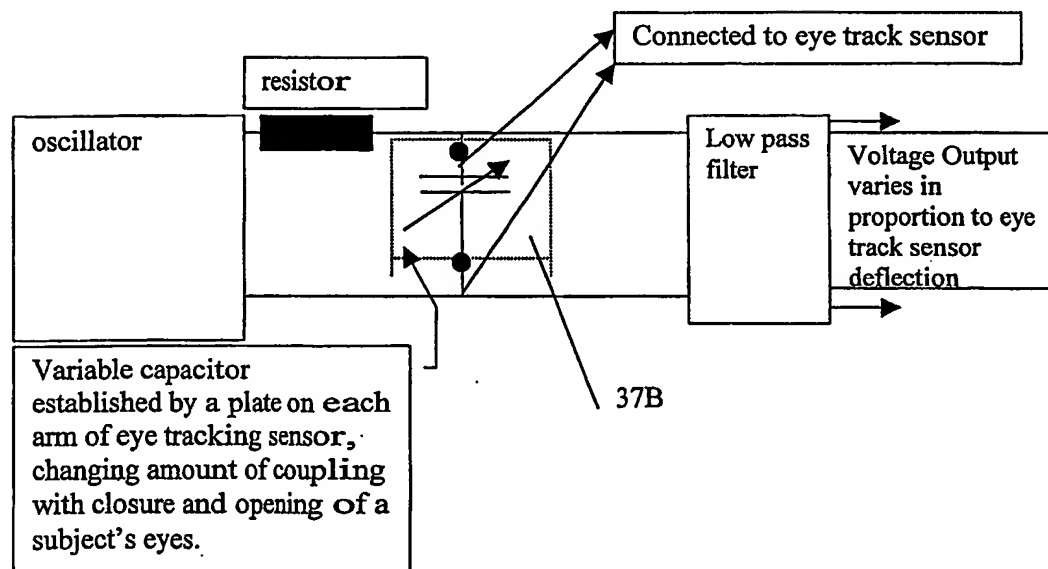 Connected to eye track sensor
resistor
oscillator
Low pass
filter
Voltage Output
varies in
proportion to eye
track sensor
deflection
Variable capacitor
established by a plate on each
arm of eye tracking sensor,
changing amount of coupling
with closure and opening of a
subject's eyes.
37B